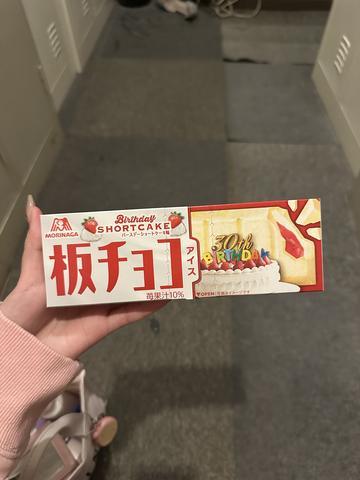 MORINAGA
Birthday
SHORTCAKE
バースデーショートケーキ味
板チョコ
アイス
苺果汁10%
30th
BIRTHDAY
▼OPEN